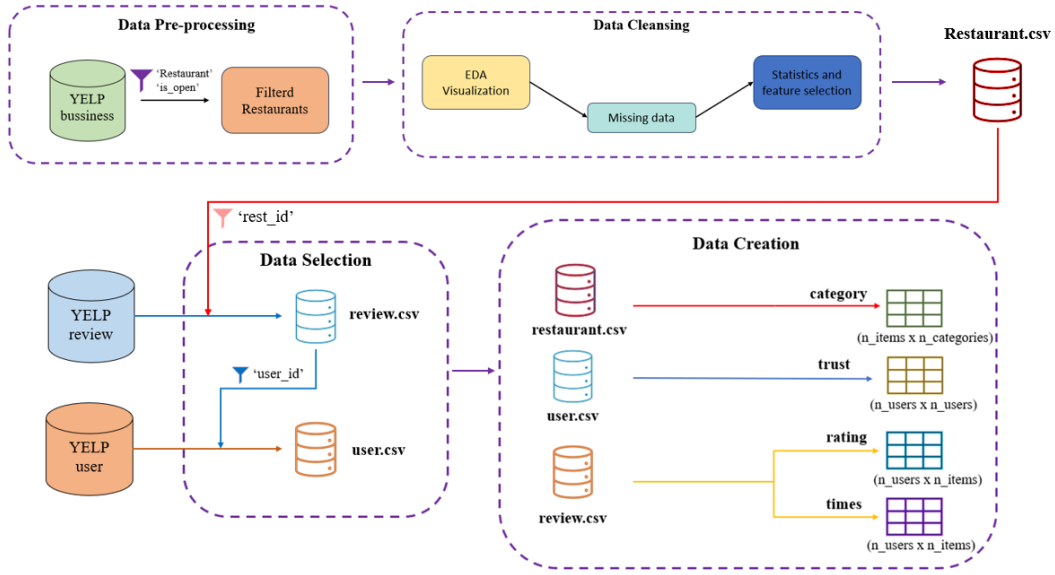 Data Pre-processing
YELP
bussiness
'Restaurant'
'is_open'
Filterd
Restaurants
Data Cleansing
EDA
Visualization
Missing data
Statistics and
feature selection
Restaurant.csv
'rest_id'
Data Selection
YELP
review
review.csv
'user_id'
YELP
user
user.csv
Data Creation
restaurant.csv
category
(n_items x n_categories)
user.csv
trust
(n_users x n_users)
review.csv
rating
(n_users x n_items)
times
(n_users x n_items)